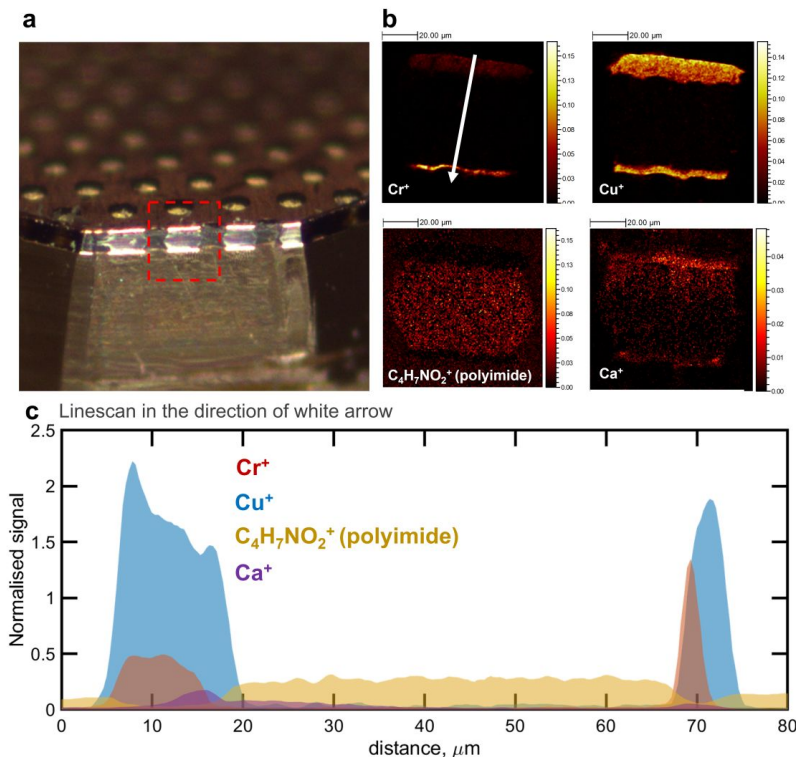 a
b
20.00 µm
0.15
0.13
0.10
0.08
0.05
0.03
0.00
Cr⁺
20.00 µm
0.14
0.12
0.10
0.08
0.06
0.04
0.02
0.00
Cu⁺
20.00 µm
0.15
0.13
0.10
0.08
0.05
0.03
0.00
C₄H₇NO₂⁺ (polyimide)
20.00 µm
0.04
0.03
0.02
0.01
0.00
Ca⁺
c Linescan in the direction of white arrow
2.5
2
1.5
1
0.5
0
Normalised signal
Cr⁺
Cu⁺
C₄H₇NO₂⁺ (polyimide)
Ca⁺
0 10 20 30 40 50 60 70 80
distance, µm